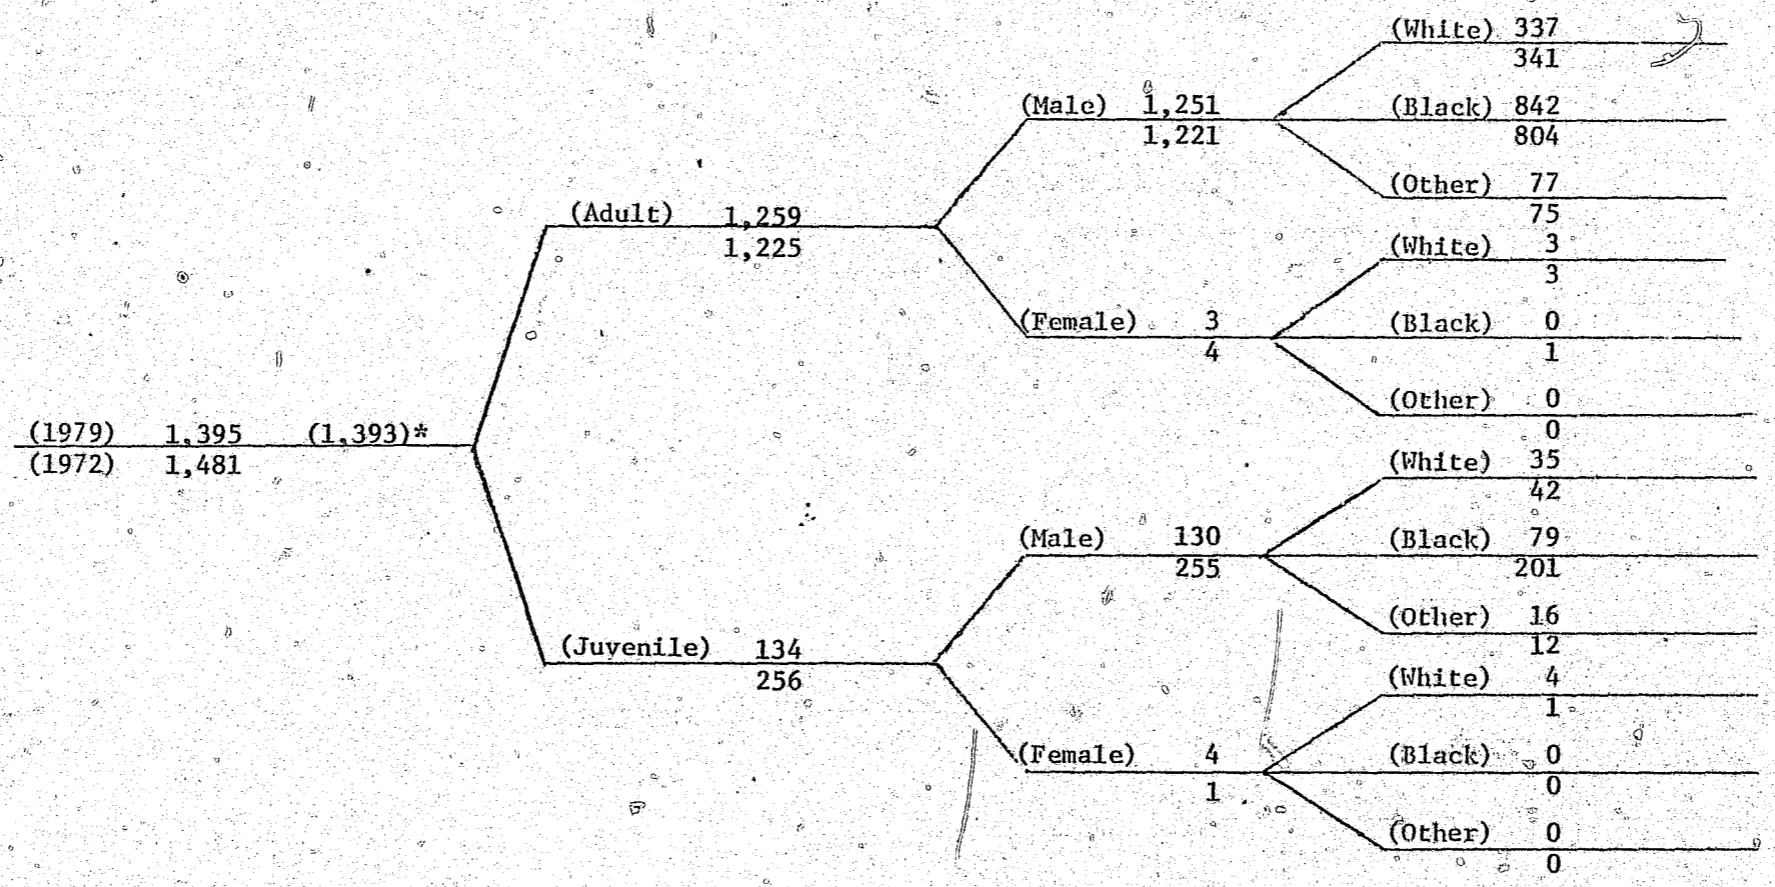 (White) 337
341
(Male) 1,251
1,221
(Black) 842
804
(Other) 77
75
(Adult) 1,259
1,225
(White) 3
3
(Female) 3
4
(Black) 0
1
(Other) 0
0
(1979) 1,395 (1,393)*
(1972) 1,481
(White) 35
42
(Male) 130
255
(Black) 79
201
(Other) 16
12
(Juvenile) 134
256
(White) 4
1
(Female) 4
1
(Black) 0
0
(Other) 0
0